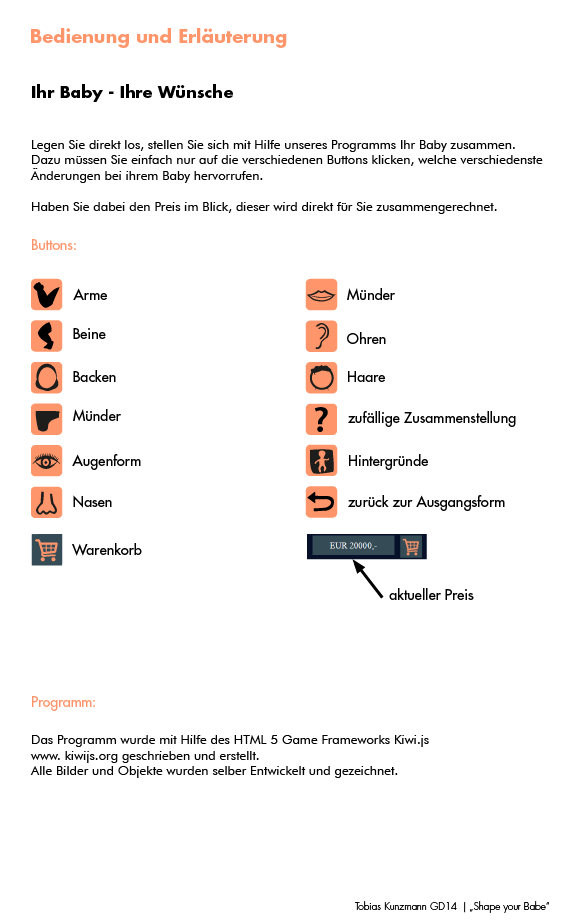 Bedienung und Erläuterung
Ihr Baby - Ihre Wünsche
Legen Sie direkt los, stellen Sie sich mit Hilfe unseres Programms Ihr Baby zusammen.
Dazu müssen Sie einfach nur auf die verschiedenen Buttons klicken, welche verschiedenste
Änderungen bei ihrem Baby hervorrufen.
Haben Sie dabei den Preis im Blick, dieser wird direkt für Sie zusammengerechnet.
Buttons:
Arme
Beine
Backen
Münder
Augenform
Nasen
Warenkorb
Münder
Ohren
Haare
?
zufällige Zusammenstellung
Hintergründe
zurück zur Ausgangsform
EUR 20000,-
aktueller Preis
Programm:
Das Programm wurde mit Hilfe des HTML 5 Game Frameworks Kiwi.js
www. kiwijs.org geschrieben und erstellt.
Alle Bilder und Objekte wurden selber Entwickelt und gezeichnet.
Tobias Kunzmann GD14 | „Shape your Babe“